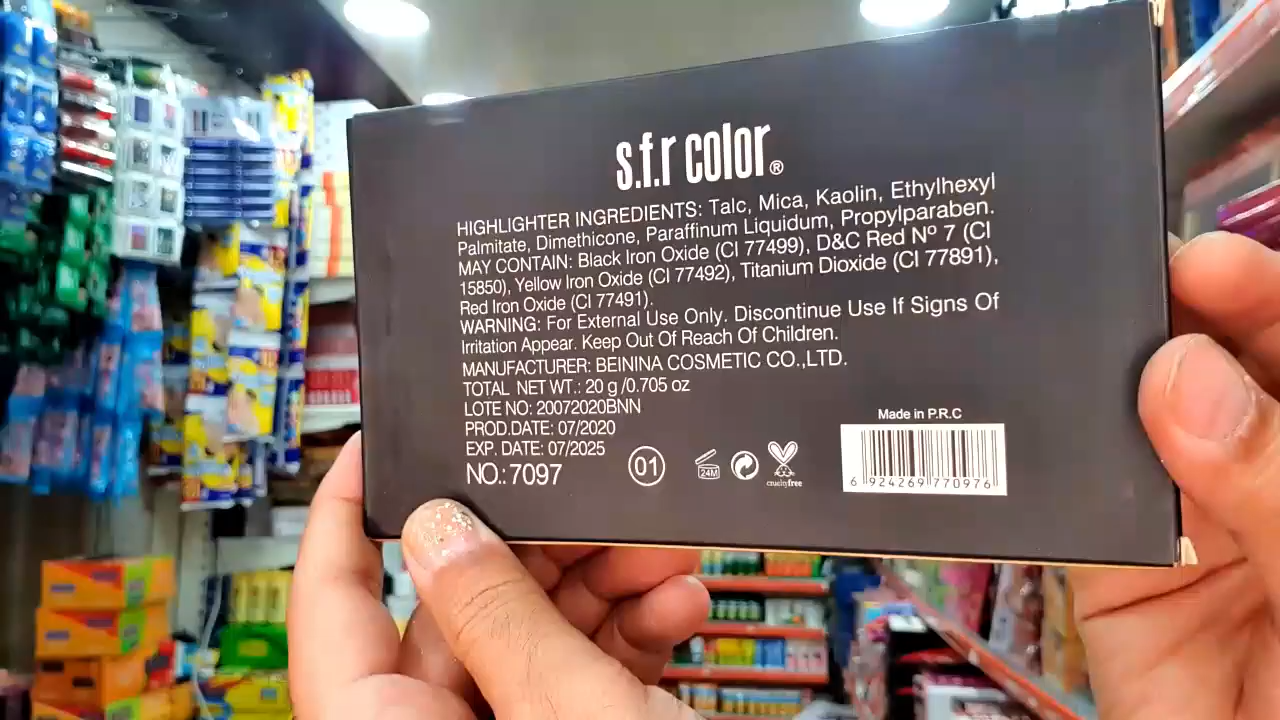 s.f.r color®
HIGHLIGHTER INGREDIENTS: Talc, Mica, Kaolin, Ethylhexyl
Palmitate, Dimethicone, Paraffinum Liquidum, Propylparaben.
MAY CONTAIN: Black Iron Oxide (CI 77499), D&C Red Nº 7 (CI
15850), Yellow Iron Oxide (CI 77492), Titanium Dioxide (CI 77891),
Red Iron Oxide (CI 77491).
WARNING: For External Use Only. Discontinue Use If Signs Of
Irritation Appear. Keep Out Of Reach Of Children.
MANUFACTURER: BEININA COSMETIC CO.,LTD.
TOTAL NET WT.: 20 g /0.705 oz
LOTE NO: 20072020BNN
PROD.DATE: 07/2020
EXP. DATE: 07/2025
NO.:7097
01
24M
crueltyfree
Made in P.R.C
6 924269 770976